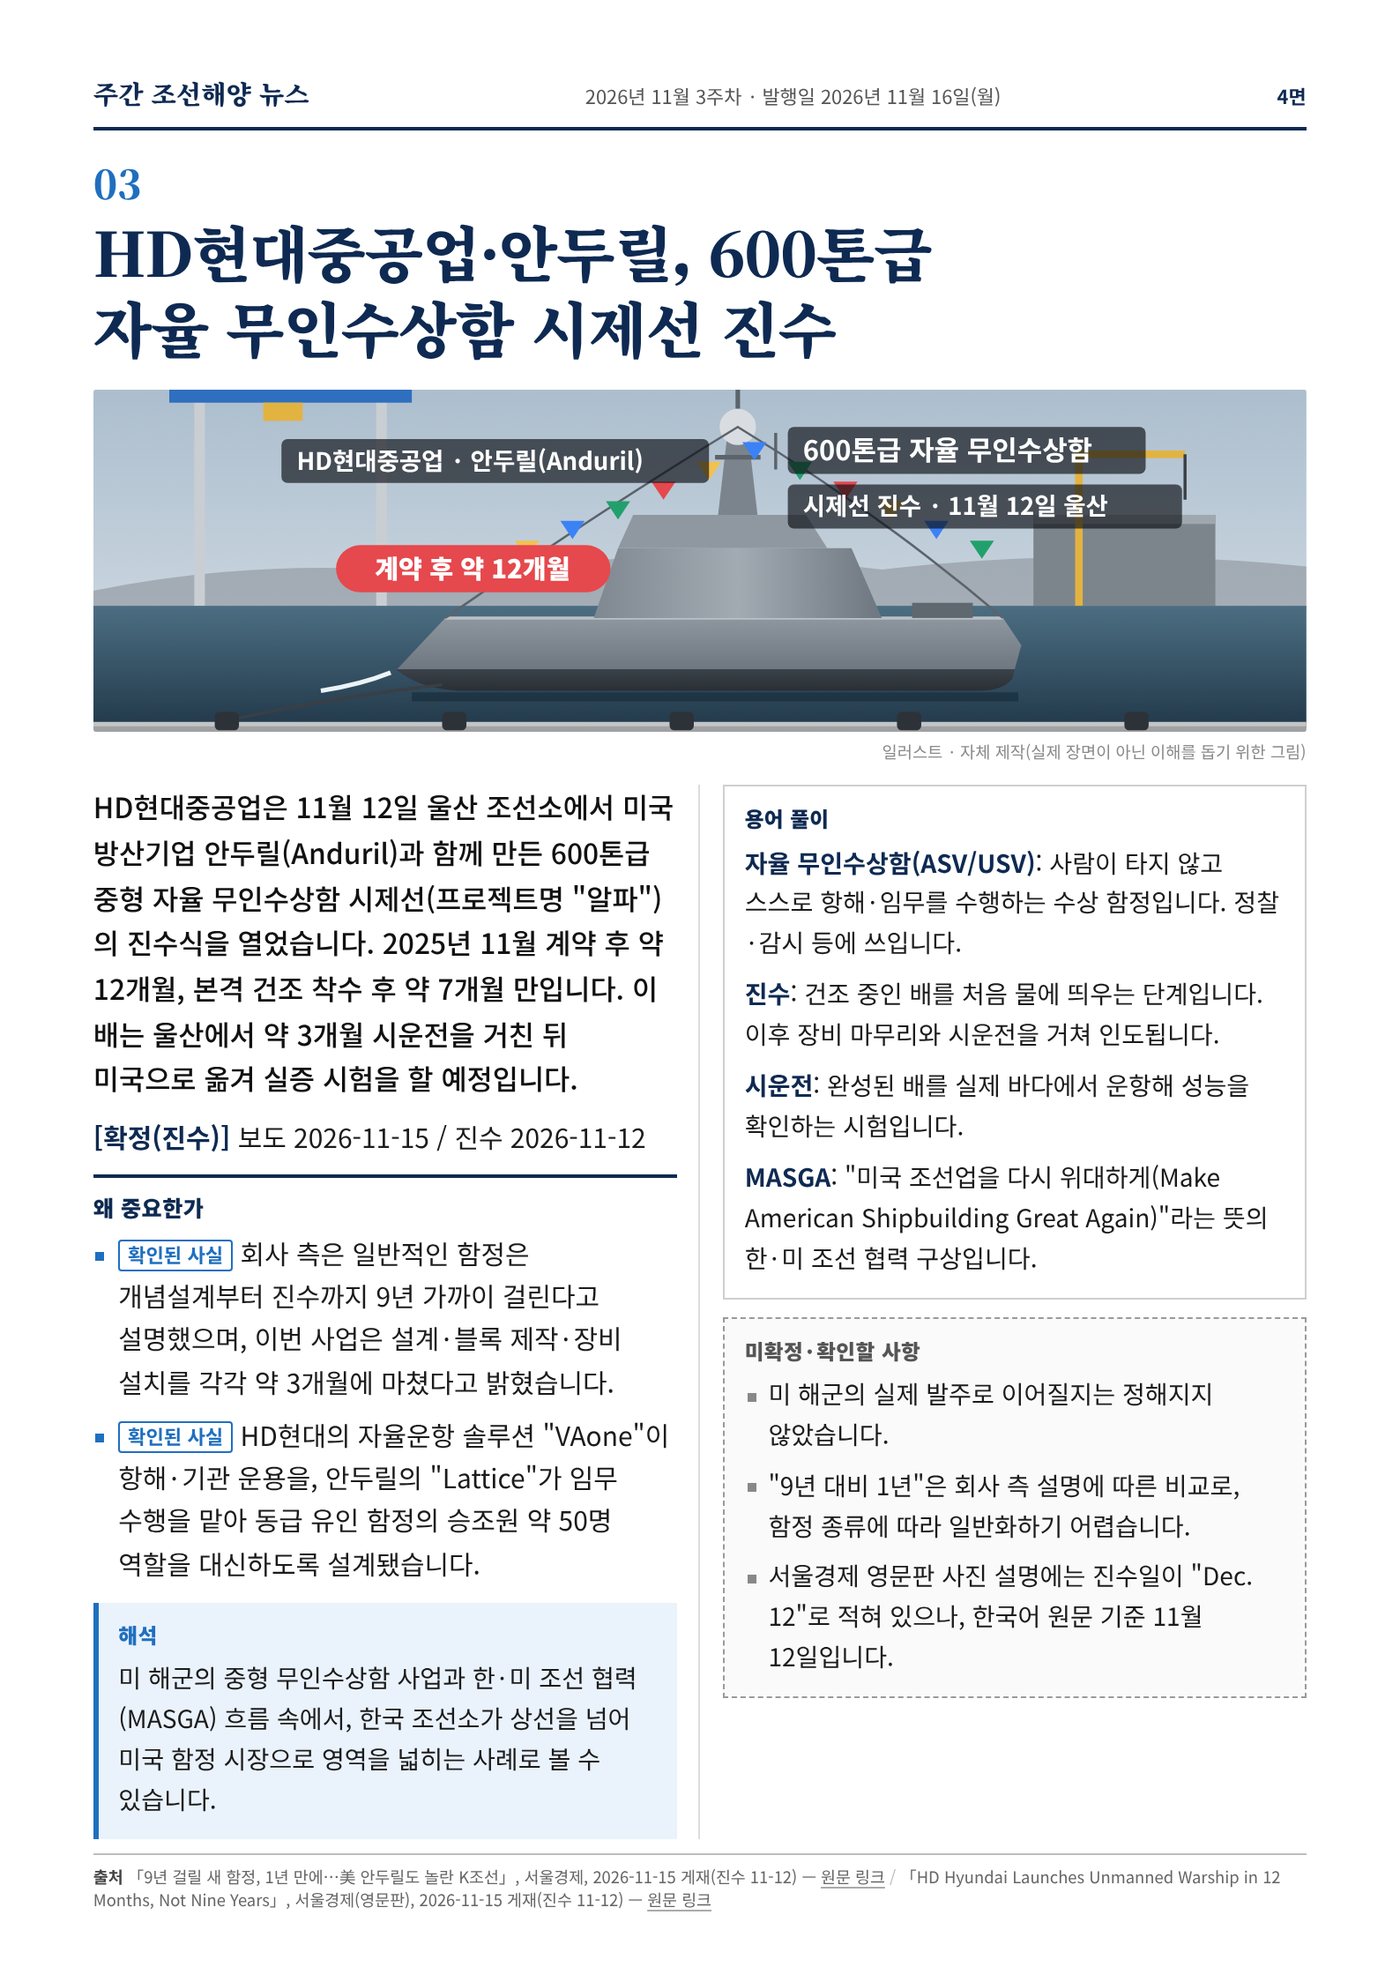 주간 조선해양 뉴스
2026년 11월 3주차 · 발행일 2026년 11월 16일(월)
4면
03
HD현대중공업·안두릴, 600톤급
자율 무인수상함 시제선 진수
HD현대중공업 · 안두릴(Anduril)
600톤급 자율 무인수상함
시제선 진수 · 11월 12일 울산
계약 후 약 12개월
일러스트 · 자체 제작(실제 장면이 아닌 이해를 돕기 위한 그림)
HD현대중공업은 11월 12일 울산 조선소에서 미국
방산기업 안두릴(Anduril)과 함께 만든 600톤급
중형 자율 무인수상함 시제선(프로젝트명 "알파")
의 진수식을 열었습니다. 2025년 11월 계약 후 약
12개월, 본격 건조 착수 후 약 7개월 만입니다. 이
배는 울산에서 약 3개월 시운전을 거친 뒤
미국으로 옮겨 실증 시험을 할 예정입니다.
[확정(진수)] 보도 2026-11-15 / 진수 2026-11-12
왜 중요한가
확인된 사실 회사 측은 일반적인 함정은
개념설계부터 진수까지 9년 가까이 걸린다고
설명했으며, 이번 사업은 설계·블록 제작·장비
설치를 각각 약 3개월에 마쳤다고 밝혔습니다.
확인된 사실 HD현대의 자율운항 솔루션 "VAone"이
항해·기관 운용을, 안두릴의 "Lattice"가 임무
수행을 맡아 동급 유인 함정의 승조원 약 50명
역할을 대신하도록 설계됐습니다.
해석
미 해군의 중형 무인수상함 사업과 한·미 조선 협력
(MASGA) 흐름 속에서, 한국 조선소가 상선을 넘어
미국 함정 시장으로 영역을 넓히는 사례로 볼 수
있습니다.
용어 풀이
자율 무인수상함(ASV/USV): 사람이 타지 않고
스스로 항해·임무를 수행하는 수상 함정입니다. 정찰
·감시 등에 쓰입니다.
진수: 건조 중인 배를 처음 물에 띄우는 단계입니다.
이후 장비 마무리와 시운전을 거쳐 인도됩니다.
시운전: 완성된 배를 실제 바다에서 운항해 성능을
확인하는 시험입니다.
MASGA: "미국 조선업을 다시 위대하게(Make
American Shipbuilding Great Again)"라는 뜻의
한·미 조선 협력 구상입니다.
미확정·확인할 사항
미 해군의 실제 발주로 이어질지는 정해지지
않았습니다.
"9년 대비 1년"은 회사 측 설명에 따른 비교로,
함정 종류에 따라 일반화하기 어렵습니다.
서울경제 영문판 사진 설명에는 진수일이 "Dec.
12"로 적혀 있으나, 한국어 원문 기준 11월
12일입니다.
출처 「9년 걸릴 새 함정, 1년 만에…美 안두릴도 놀란 K조선」, 서울경제, 2026-11-15 게재(진수 11-12) — 원문 링크 / 「HD Hyundai Launches Unmanned Warship in 12
Months, Not Nine Years」, 서울경제(영문판), 2026-11-15 게재(진수 11-12) — 원문 링크